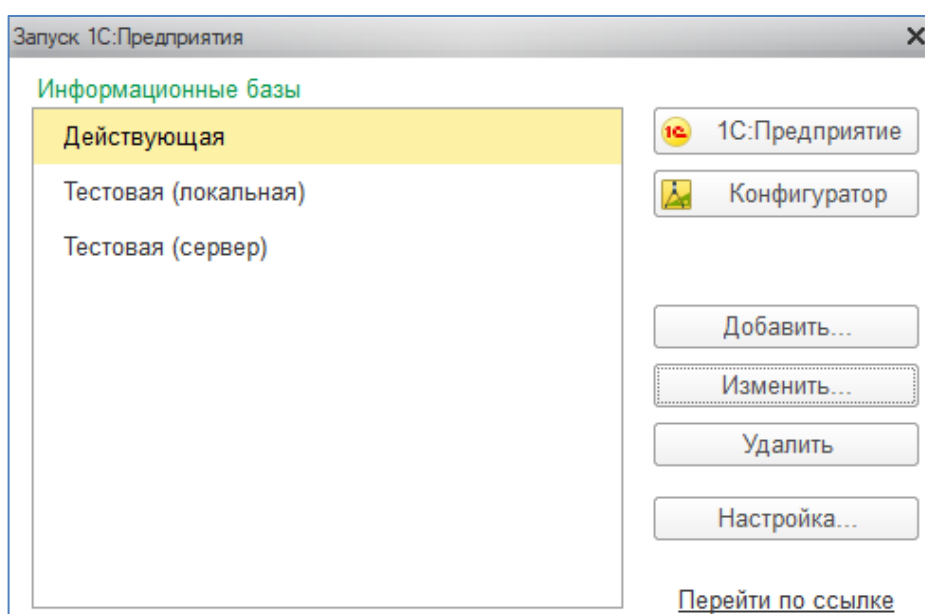 Запуск 1С:Предприятия
Информационные базы
Действующая
Тестовая (локальная)
Тестовая (сервер)
1С:Предприятие
Конфигуратор
Добавить...
Изменить...
Удалить
Настройка...
Перейти по ссылке